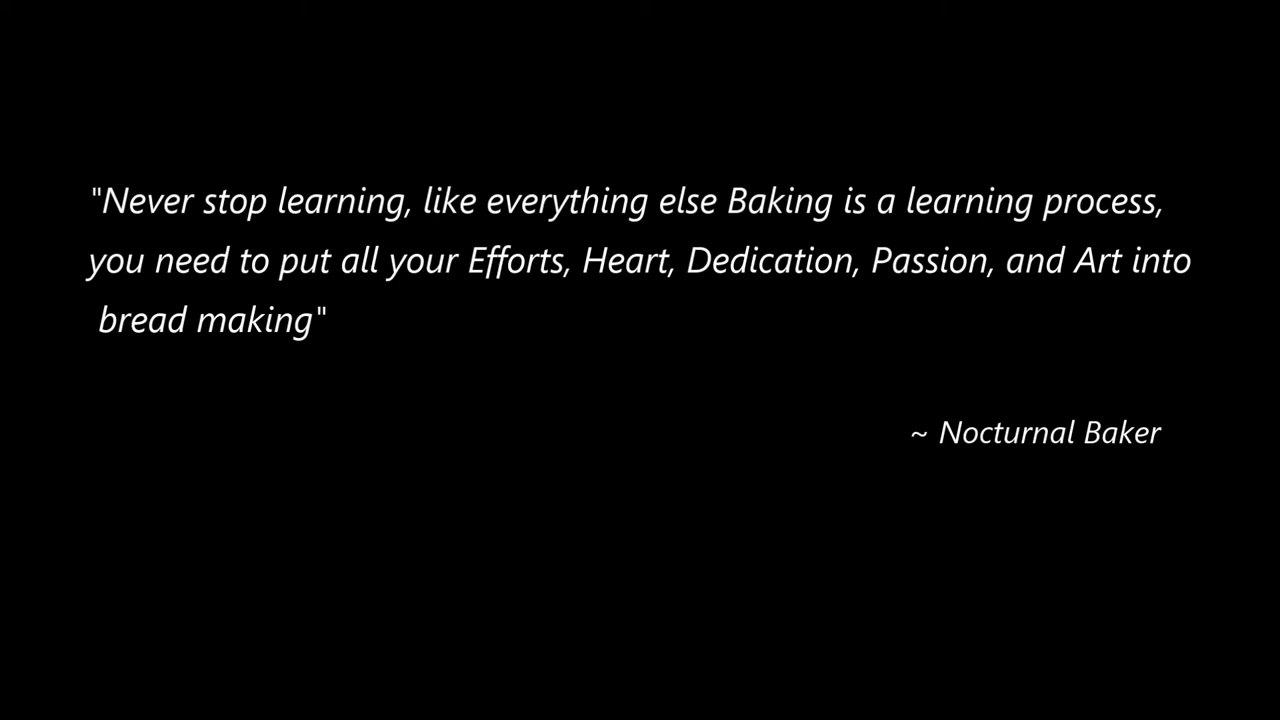 "Never stop learning, like everything else Baking is a learning process,
you need to put all your Efforts, Heart, Dedication, Passion, and Art into
bread making"
~ Nocturnal Baker